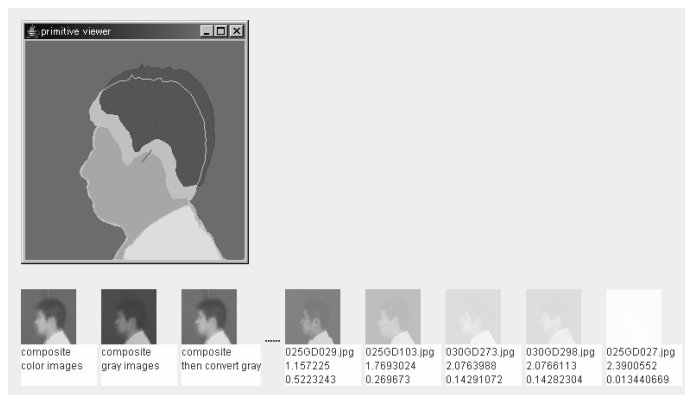 primitive viewer
composite
color images
composite
gray images
composite
then convert gray
......
025GD029.jpg
1.157225
0.5223243
025GD103.jpg
1.7693024
0.269673
030GD273.jpg
2.0763988
0.14291072
030GD298.jpg
2.0766113
0.14282304
025GD027.jpg
2.3900552
0.013440669